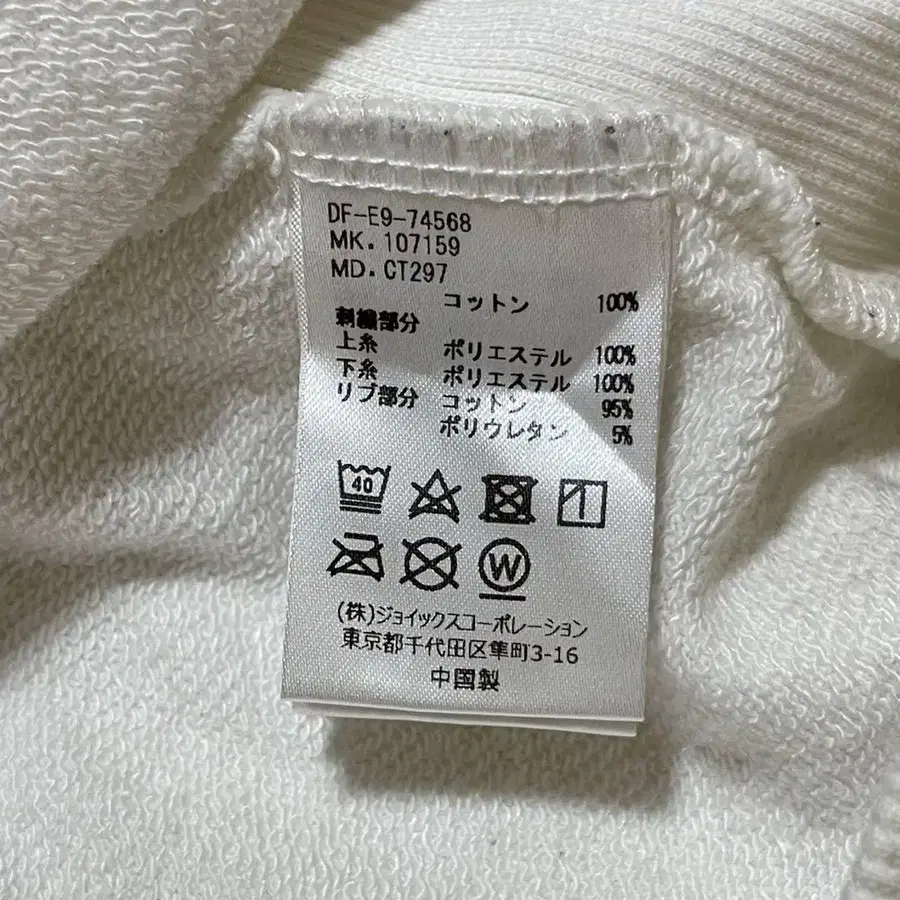 DF-E9-74568
MK. 107159
MD. CT297
コットン 100%
刺繍部分
上糸 ポリエステル 100%
下糸 ポリエステル 100%
リブ部分 コットン 95%
ポリウレタン 5%
40
W
(株)ジョイックスコーポレーション
東京都千代田区隼町3-16
中国製